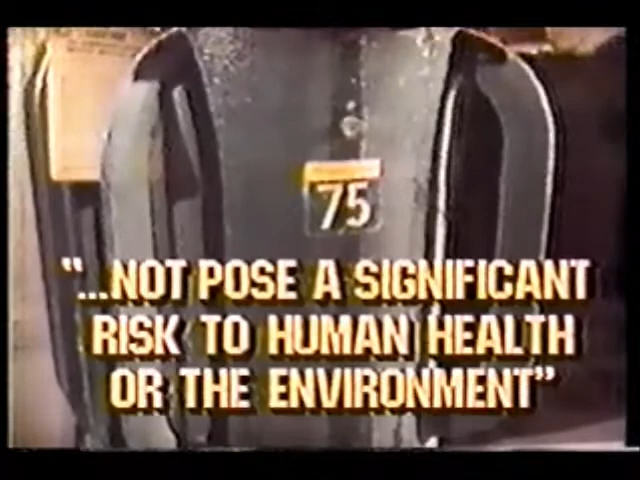 75
"...NOT POSE A SIGNIFICANT
RISK TO HUMAN HEALTH
OR THE ENVIRONMENT"